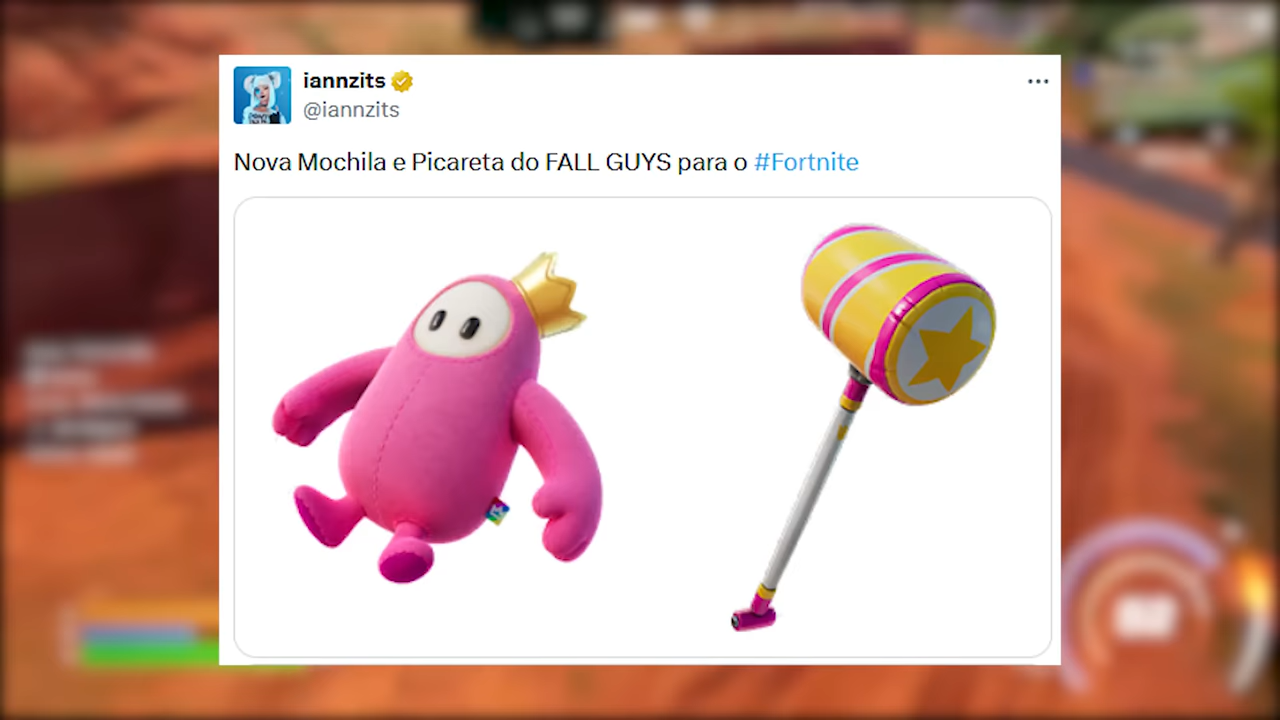 iannzits
@iannzits
Nova Mochila e Picareta do FALL GUYS para o #Fortnite